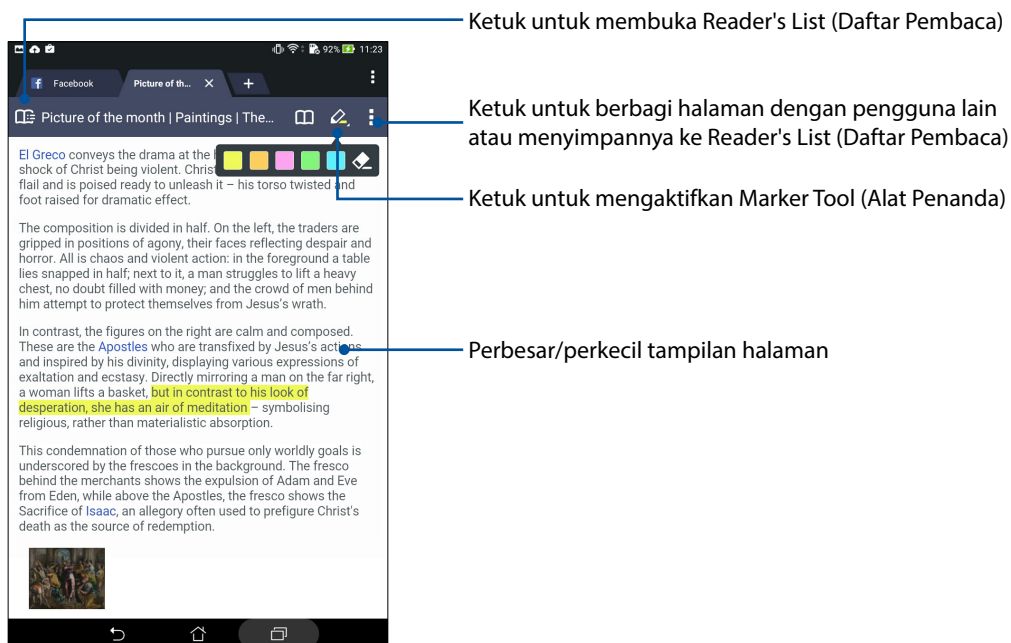 Ketuk untuk membuka Reader's List (Daftar Pembaca)
92% 11:23
Facebook Picture of th...
Picture of the month | Paintings | The...
Ketuk untuk berbagi halaman dengan pengguna lain
atau menyimpannya ke Reader's List (Daftar Pembaca)
El Greco conveys the drama at the
shock of Christ being violent. Christ
flail and is poised ready to unleash it – his torso twisted and
foot raised for dramatic effect.
Ketuk untuk mengaktifkan Marker Tool (Alat Penanda)
The composition is divided in half. On the left, the traders are
gripped in positions of agony, their faces reflecting despair and
horror. All is chaos and violent action: in the foreground a table
lies snapped in half; next to it, a man struggles to lift a heavy
chest, no doubt filled with money; and the crowd of men behind
him attempt to protect themselves from Jesus's wrath.
In contrast, the figures on the right are calm and composed.
These are the Apostles who are transfixed by Jesus's actions
and inspired by his divinity, displaying various expressions of
exaltation and ecstasy. Directly mirroring a man on the far right,
a woman lifts a basket, but in contrast to his look of
desperation, she has an air of meditation – symbolising
religious, rather than materialistic absorption.
Perbesar/perkecil tampilan halaman
This condemnation of those who pursue only worldly goals is
underscored by the frescoes in the background. The fresco
behind the merchants shows the expulsion of Adam and Eve
from Eden, while above the Apostles, the fresco shows the
Sacrifice of Isaac, an allegory often used to prefigure Christ's
death as the source of redemption.